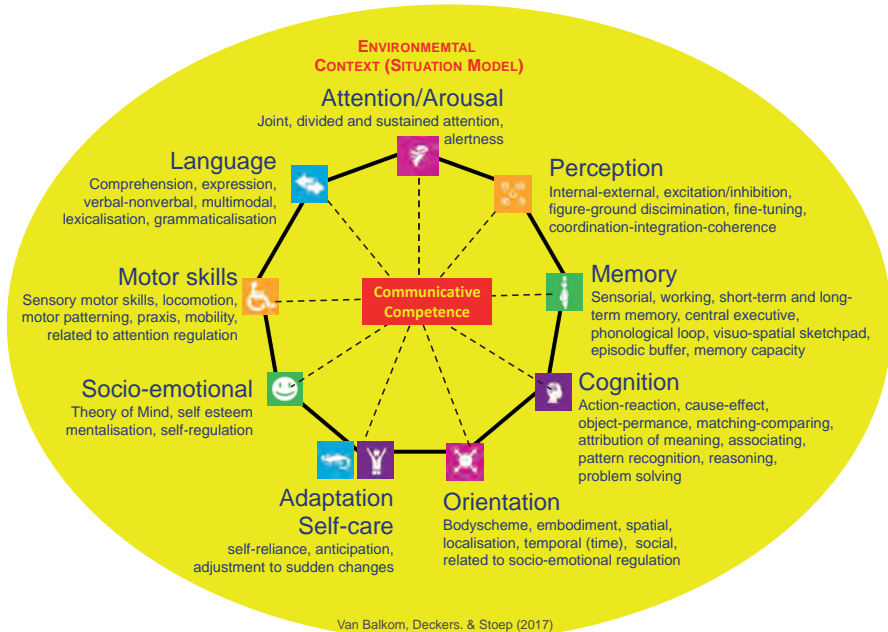 ENVIRONMEMTAL
CONTEXT (SITUATION MODEL)
Attention/Arousal
Joint, divided and sustained attention,
alertness
Language
Comprehension, expression,
verbal-nonverbal, multimodal,
lexicalisation, grammaticalisation
Perception
Internal-external, excitation/inhibition,
figure-ground discimination, fine-tuning,
coordination-integration-coherence
Motor skills
Sensory motor skills, locomotion,
motor patterning, praxis, mobility,
related to attention regulation
Communicative
Competence
Memory
Sensorial, working, short-term and long-
term memory, central executive,
phonological loop, visuo-spatial sketchpad,
episodic buffer, memory capacity
Socio-emotional
Theory of Mind, self esteem
mentalisation, self-regulation
Cognition
Action-reaction, cause-effect,
object-permance, matching-comparing,
attribution of meaning, associating,
pattern recognition, reasoning,
problem solving
Adaptation
Self-care
self-reliance, anticipation,
adjustment to sudden changes
Orientation
Bodyscheme, embodiment, spatial,
localisation, temporal (time), social,
related to socio-emotional regulation
Van Balkom, Deckers. & Stoep (2017)